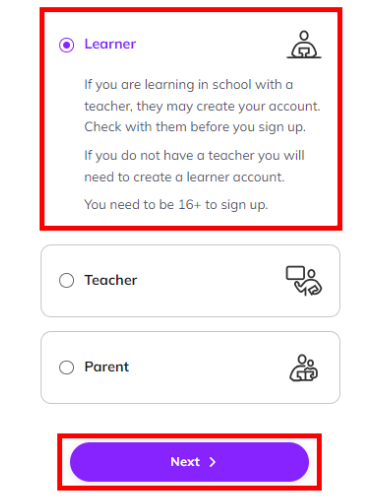 Learner
If you are learning in school with a
teacher, they may create your account.
Check with them before you sign up.
If you do not have a teacher you will
need to create a learner account.
You need to be 16+ to sign up.
Teacher
Parent
Next